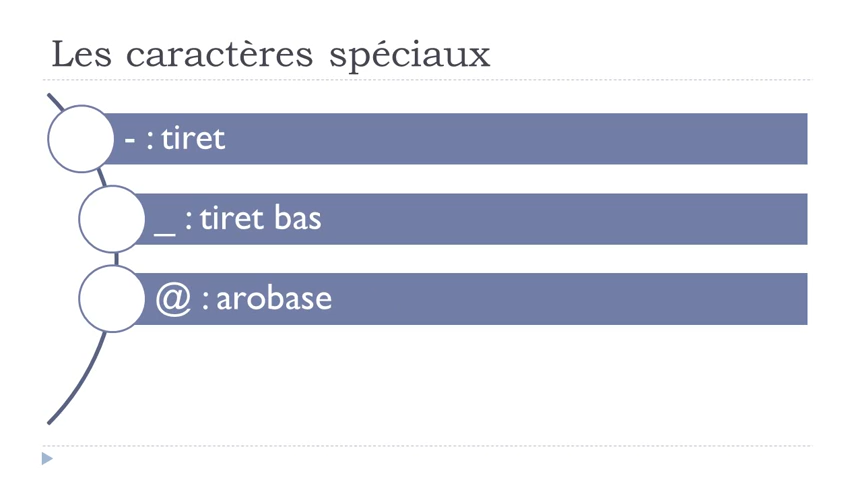 Les caractères spéciaux
- : tiret
_ : tiret bas
@ : arobase